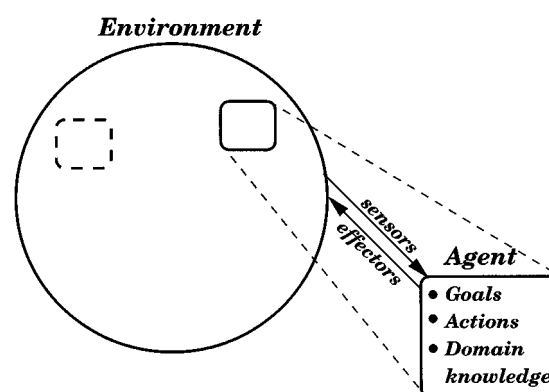 Environment
sensors
effectors
Agent
• Goals
• Actions
• Domain
knowledge